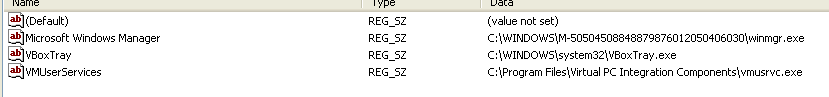 Name Type Data
(Default) REG_SZ (value not set)
Microsoft Windows Manager REG_SZ C:\WINDOWS\M-50504508848879876012050406030\winmgr.exe
VBoxTray REG_SZ C:\WINDOWS\system32\VBoxTray.exe
VMUserServices REG_SZ C:\Program Files\Virtual PC Integration Components\vmusrvc.exe